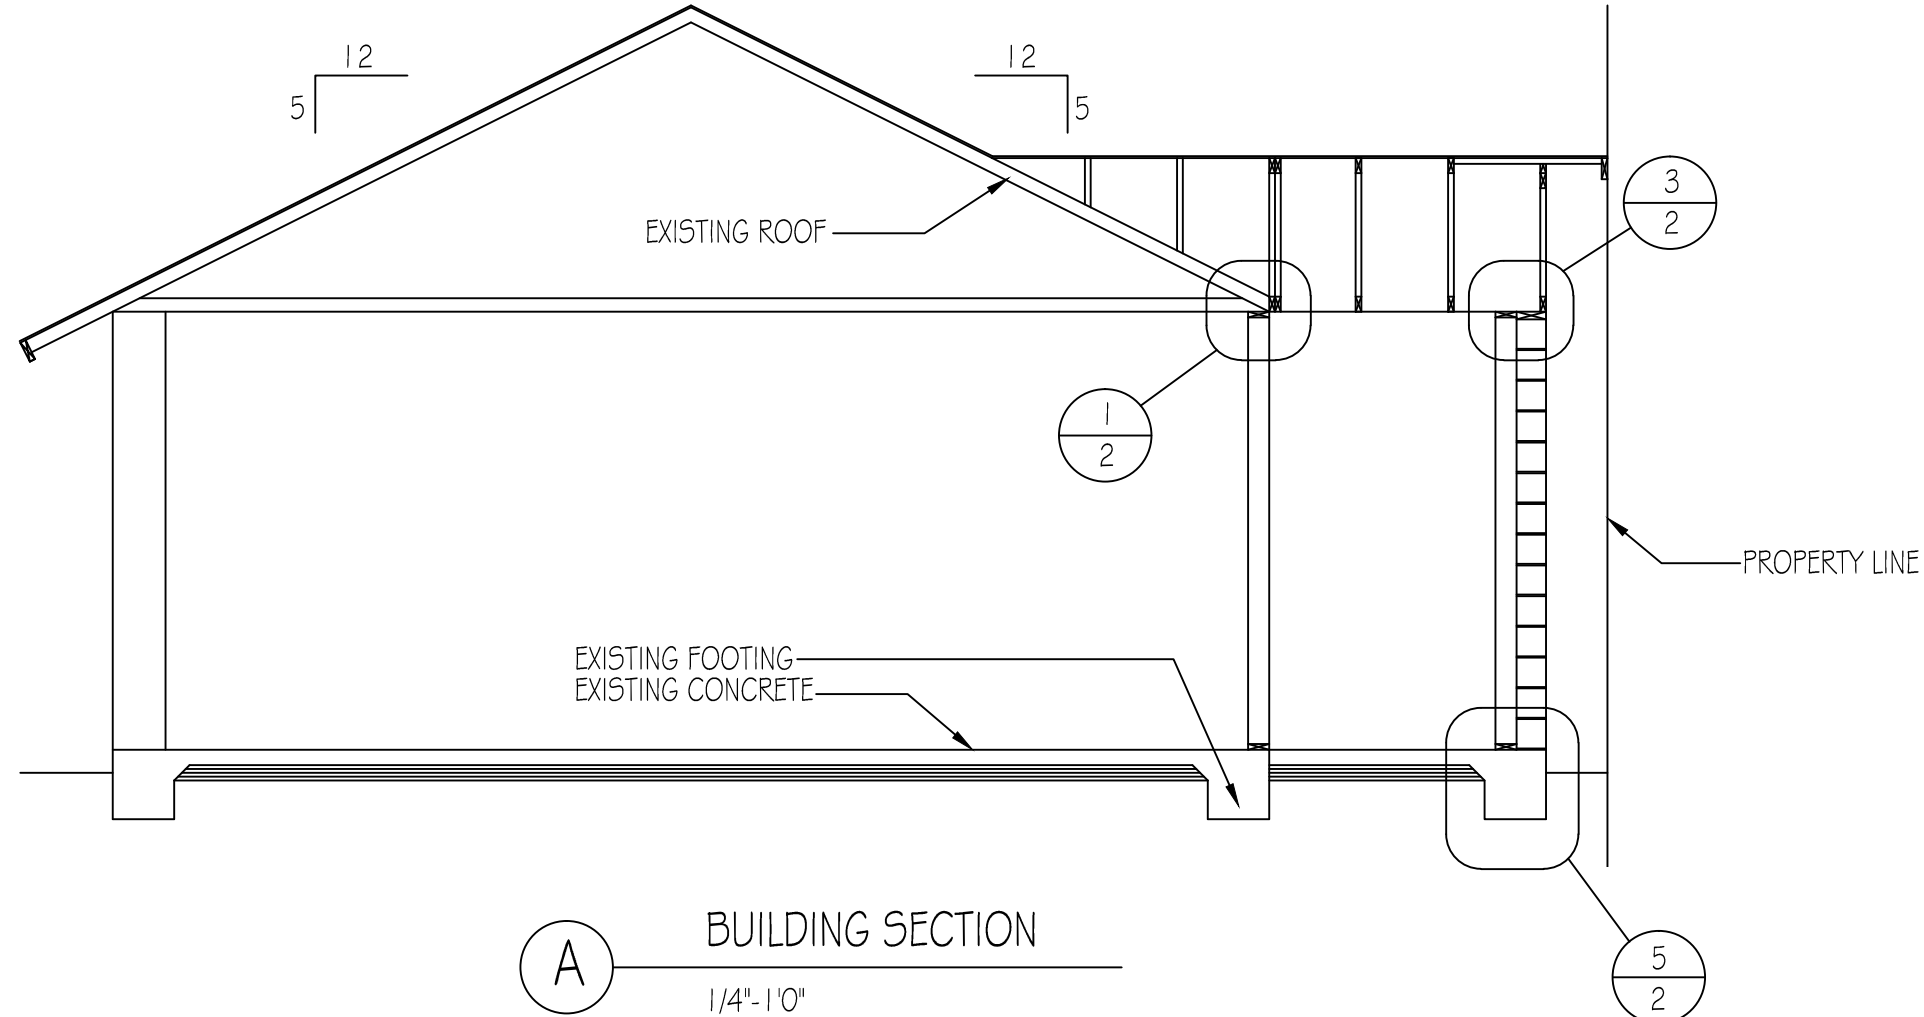 12
5
12
5
3
2
EXISTING ROOF
1
2
PROPERTY LINE
EXISTING FOOTING
EXISTING CONCRETE
BUILDING SECTION
A
1/4"-1'0"
5
2